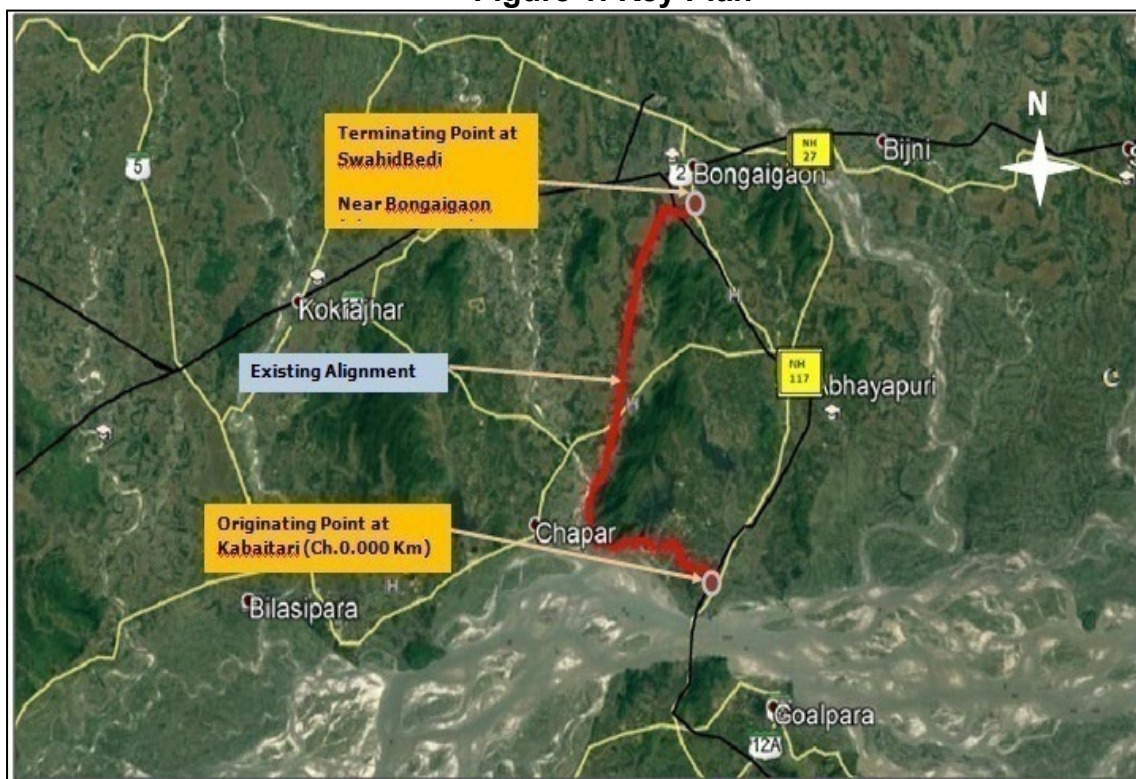 Figure 1: Key Plan
Terminating Point at
SwahidBedi
Near Bongaigaon
N
5
2
Bongaigaon
NH
27
Bijni
Kokrajhar
Existing Alignment
H
H
NH
117
Abhayapuri
Originating Point at
Kabaitari (Ch.0.000 Km)
Chapar
H
Bilasipara
Goalpara
12A